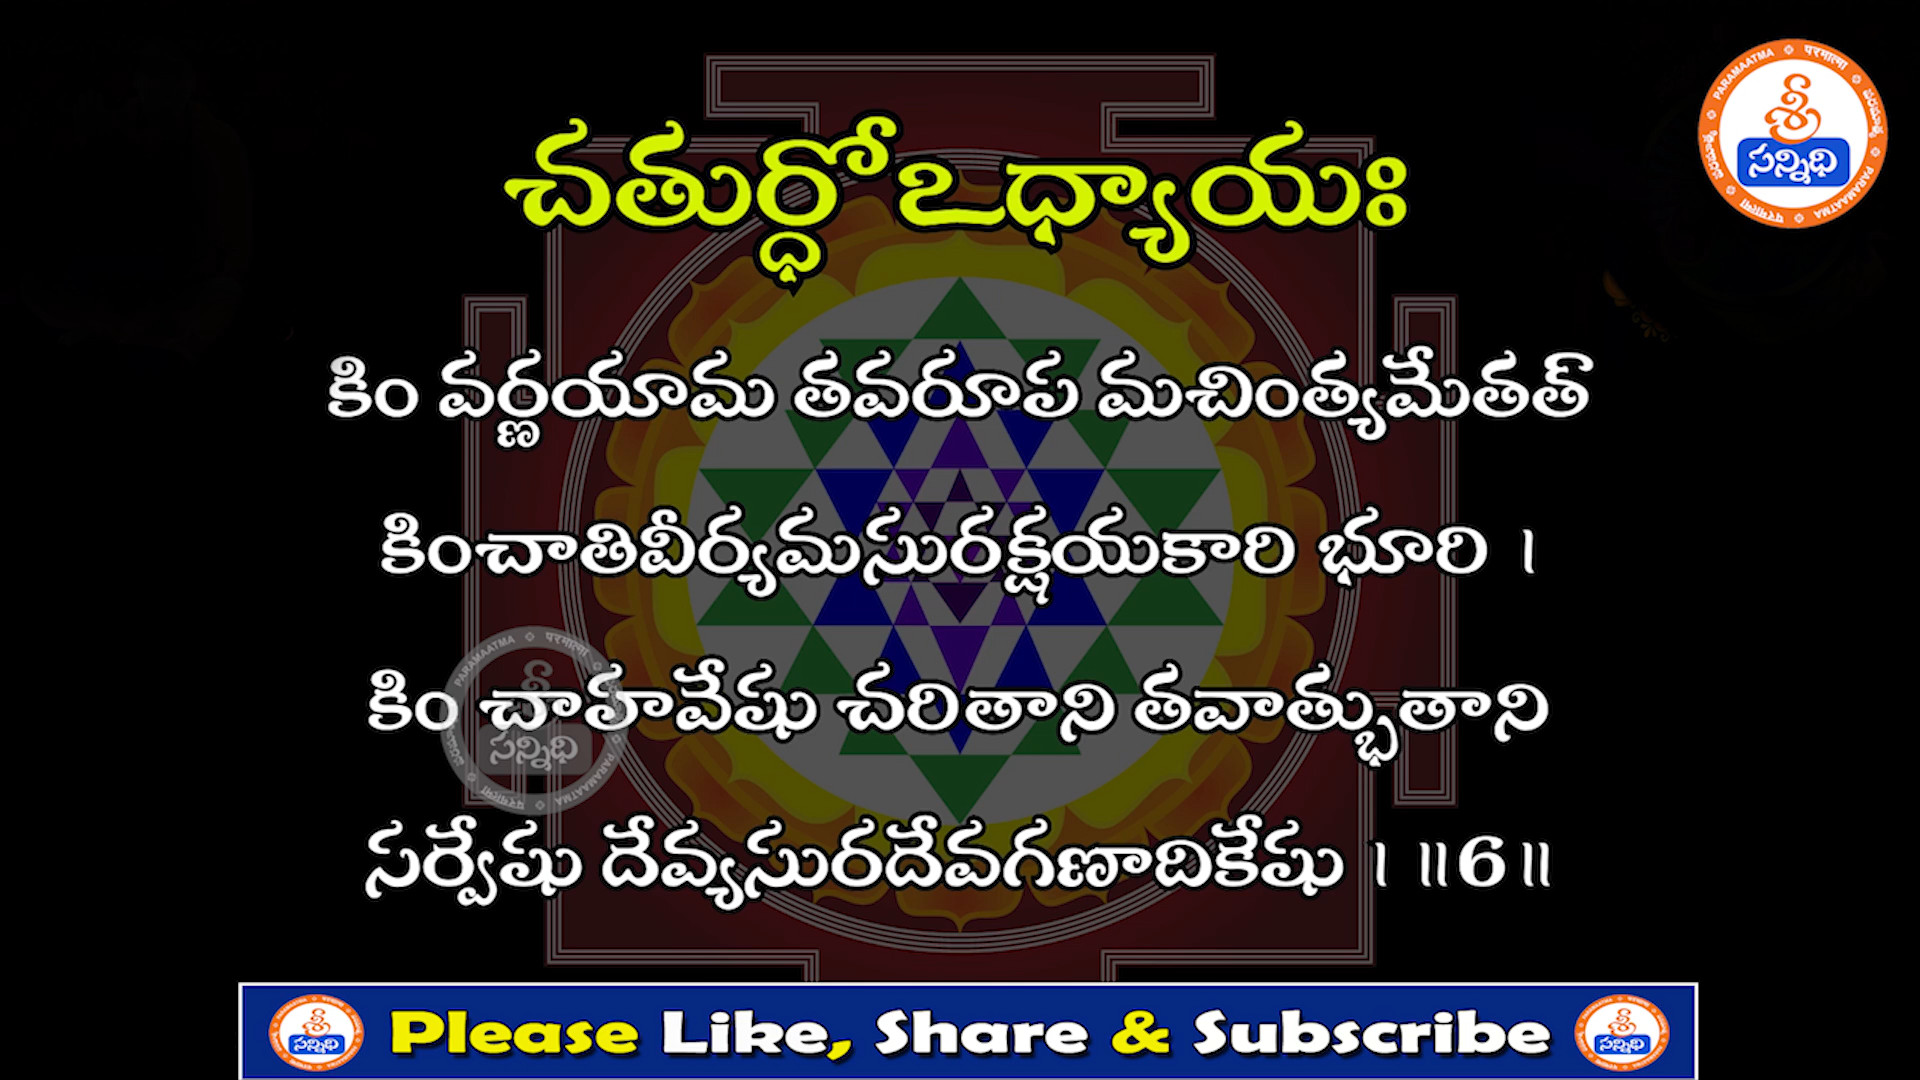 చతుర్ధోఽధ్యాయః
శ్రీ
సన్నిధి
కిం వర్ణయామ తవరూప మచింత్యమేతత్
కించాతివీర్యమసురక్షయకారి భూరి ।
కిం చాహవేషు చరితాని తవాత్భుతాని
సర్వేషు దేవ్యసురదేవగణాదికేషు । ॥6॥
Please Like, Share & Subscribe